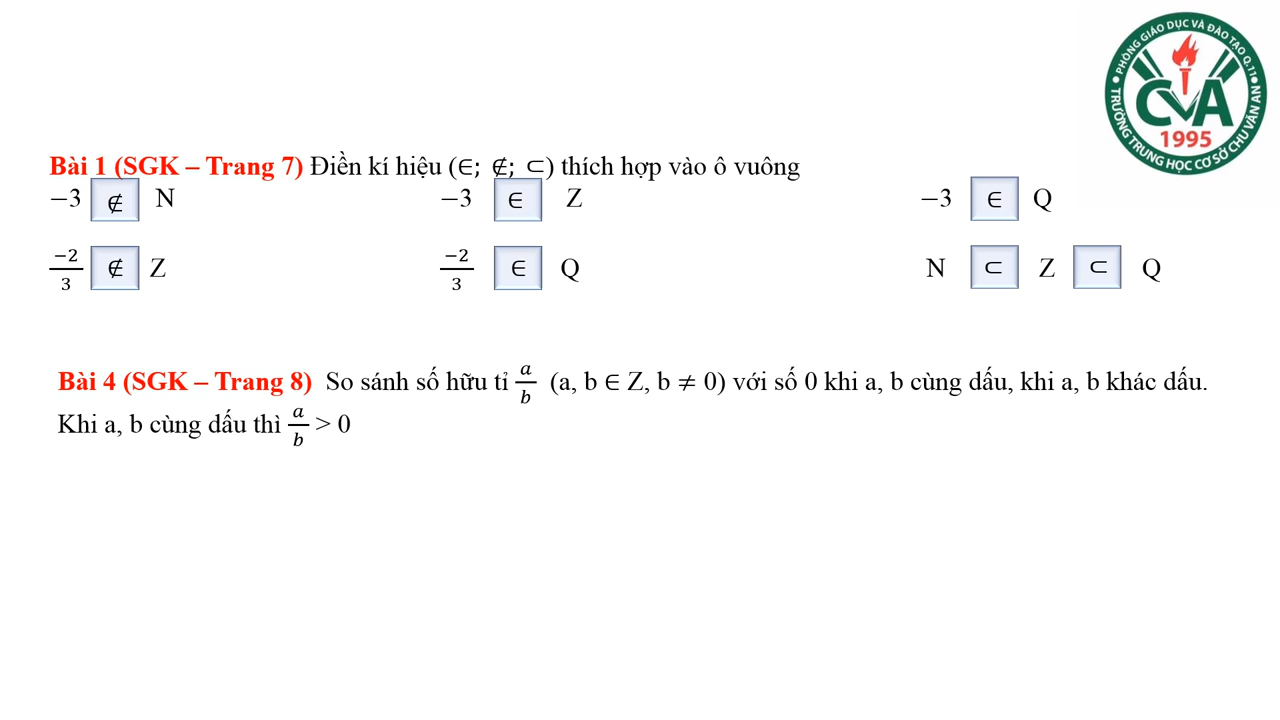 PHÒNG GIÁO DỤC VÀ ĐÀO TẠO Q.11
CVA
1995
TRƯỜNG TRUNG HỌC CƠ SỞ CHU VĂN AN
Bài 1 (SGK – Trang 7) Điền kí hiệu (∈; ∉; ⊂) thích hợp vào ô vuông
−3 ∉ N −3 ∈ Z −3 ∈ Q
−2/3 ∉ Z −2/3 ∈ Q N ⊂ Z ⊂ Q
Bài 4 (SGK – Trang 8) So sánh số hữu tỉ a/b (a, b ∈ Z, b ≠ 0) với số 0 khi a, b cùng dấu, khi a, b khác dấu.
Khi a, b cùng dấu thì a/b > 0